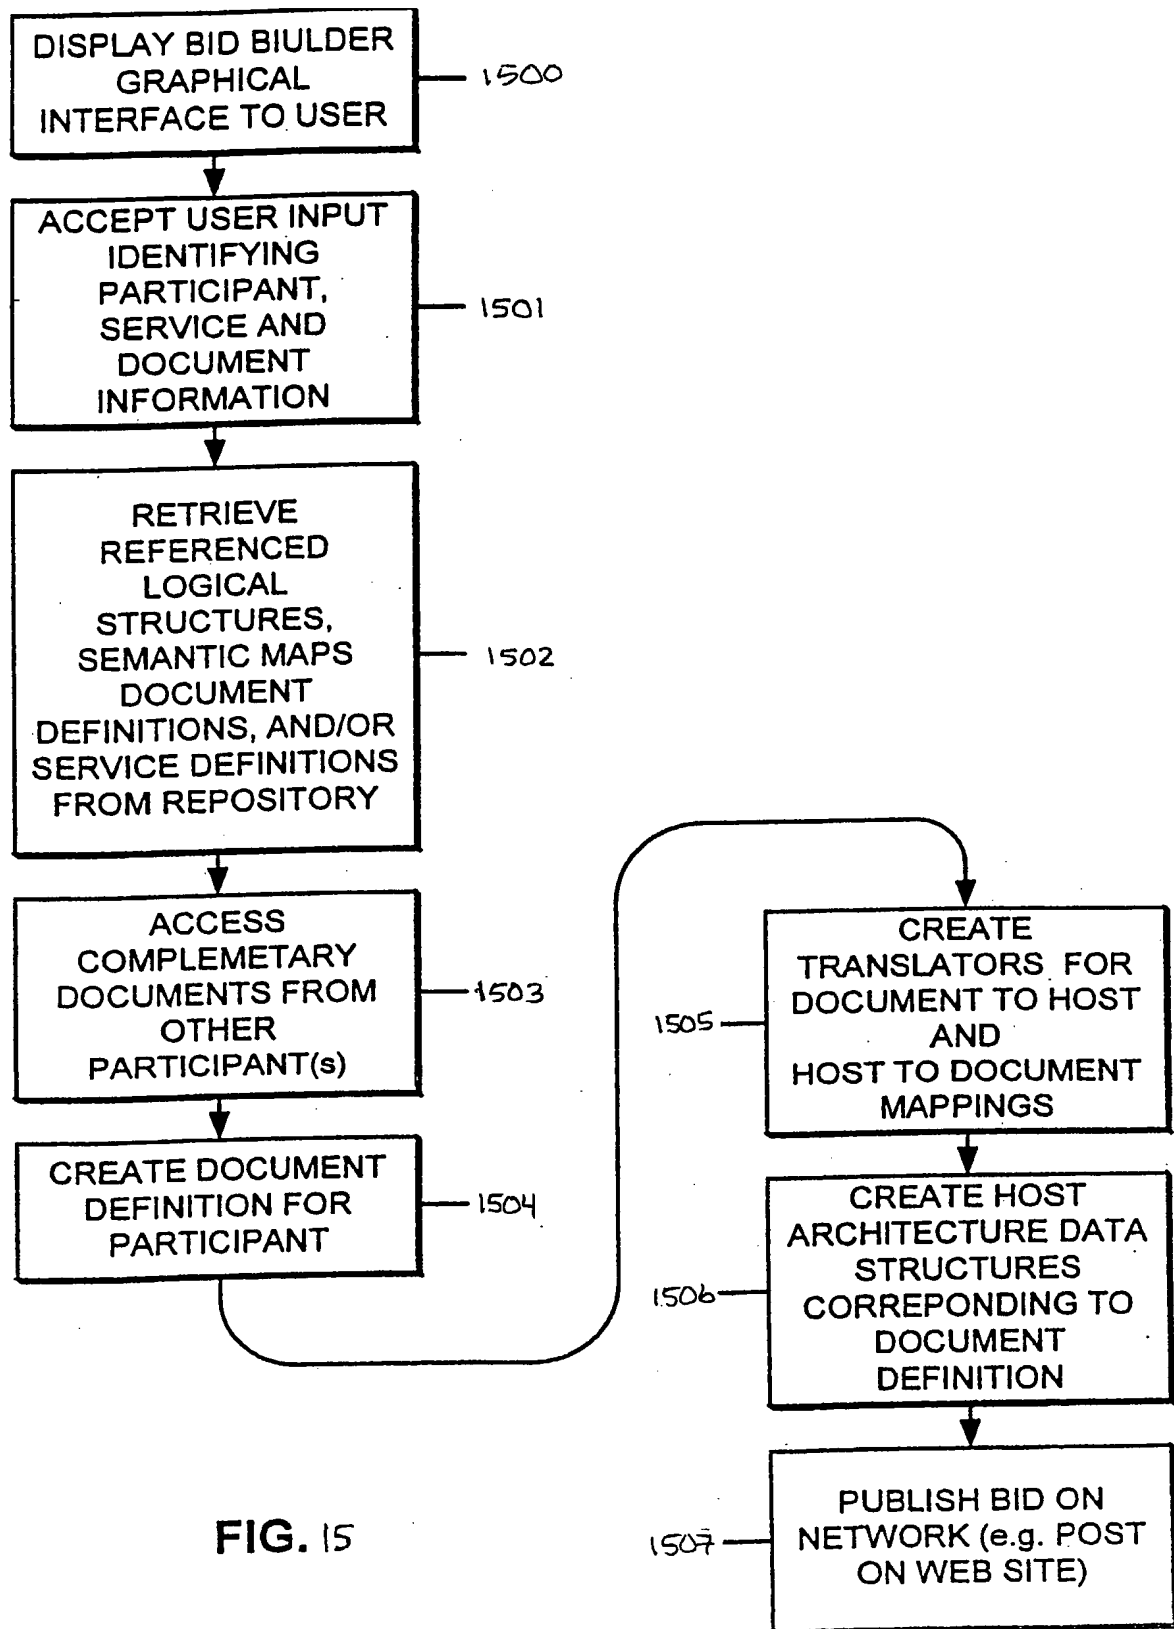 DISPLAY BID BIULDER
GRAPHICAL
INTERFACE TO USER
1500
ACCEPT USER INPUT
IDENTIFYING
PARTICIPANT,
SERVICE AND
DOCUMENT
INFORMATION
1501
RETRIEVE
REFERENCED
LOGICAL
STRUCTURES,
SEMANTIC MAPS
DOCUMENT
DEFINITIONS, AND/OR
SERVICE DEFINITIONS
FROM REPOSITORY
1502
ACCESS
COMPLEMETARY
DOCUMENTS FROM
OTHER
PARTICIPANT(s)
1503
CREATE DOCUMENT
DEFINITION FOR
PARTICIPANT
1504
CREATE
TRANSLATORS FOR
DOCUMENT TO HOST
AND
HOST TO DOCUMENT
MAPPINGS
1505
CREATE HOST
ARCHITECTURE DATA
STRUCTURES
CORREPONDING TO
DOCUMENT
DEFINITION
1506
PUBLISH BID ON
NETWORK (e.g. POST
ON WEB SITE)
1507
FIG. 15